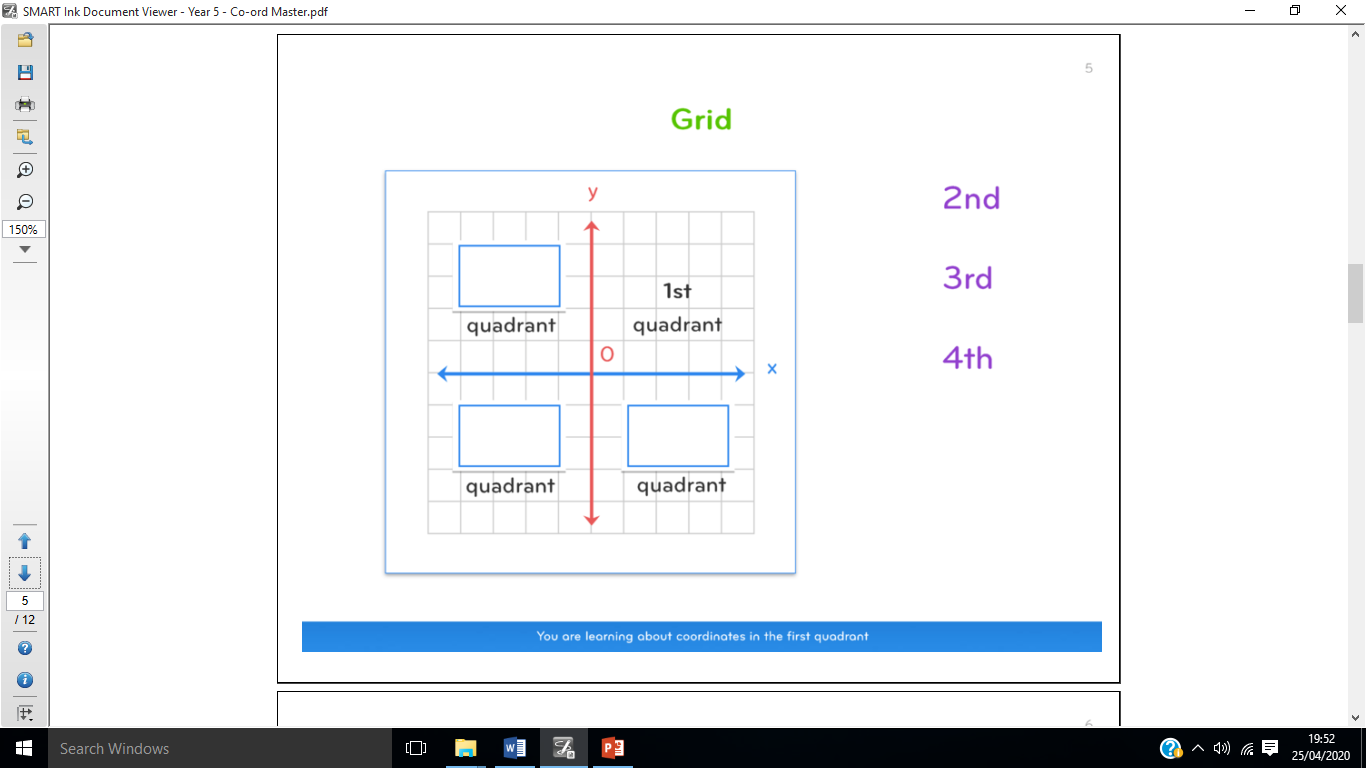 SMART Ink Document Viewer - Year 5 - Co-ord Master.pdf
150%
5
/ 12
5
Grid
y
1st
quadrant
quadrant
0
x
quadrant
quadrant
2nd
3rd
4th
You are learning about coordinates in the first quadrant
6
Search Windows
19:52
25/04/2020